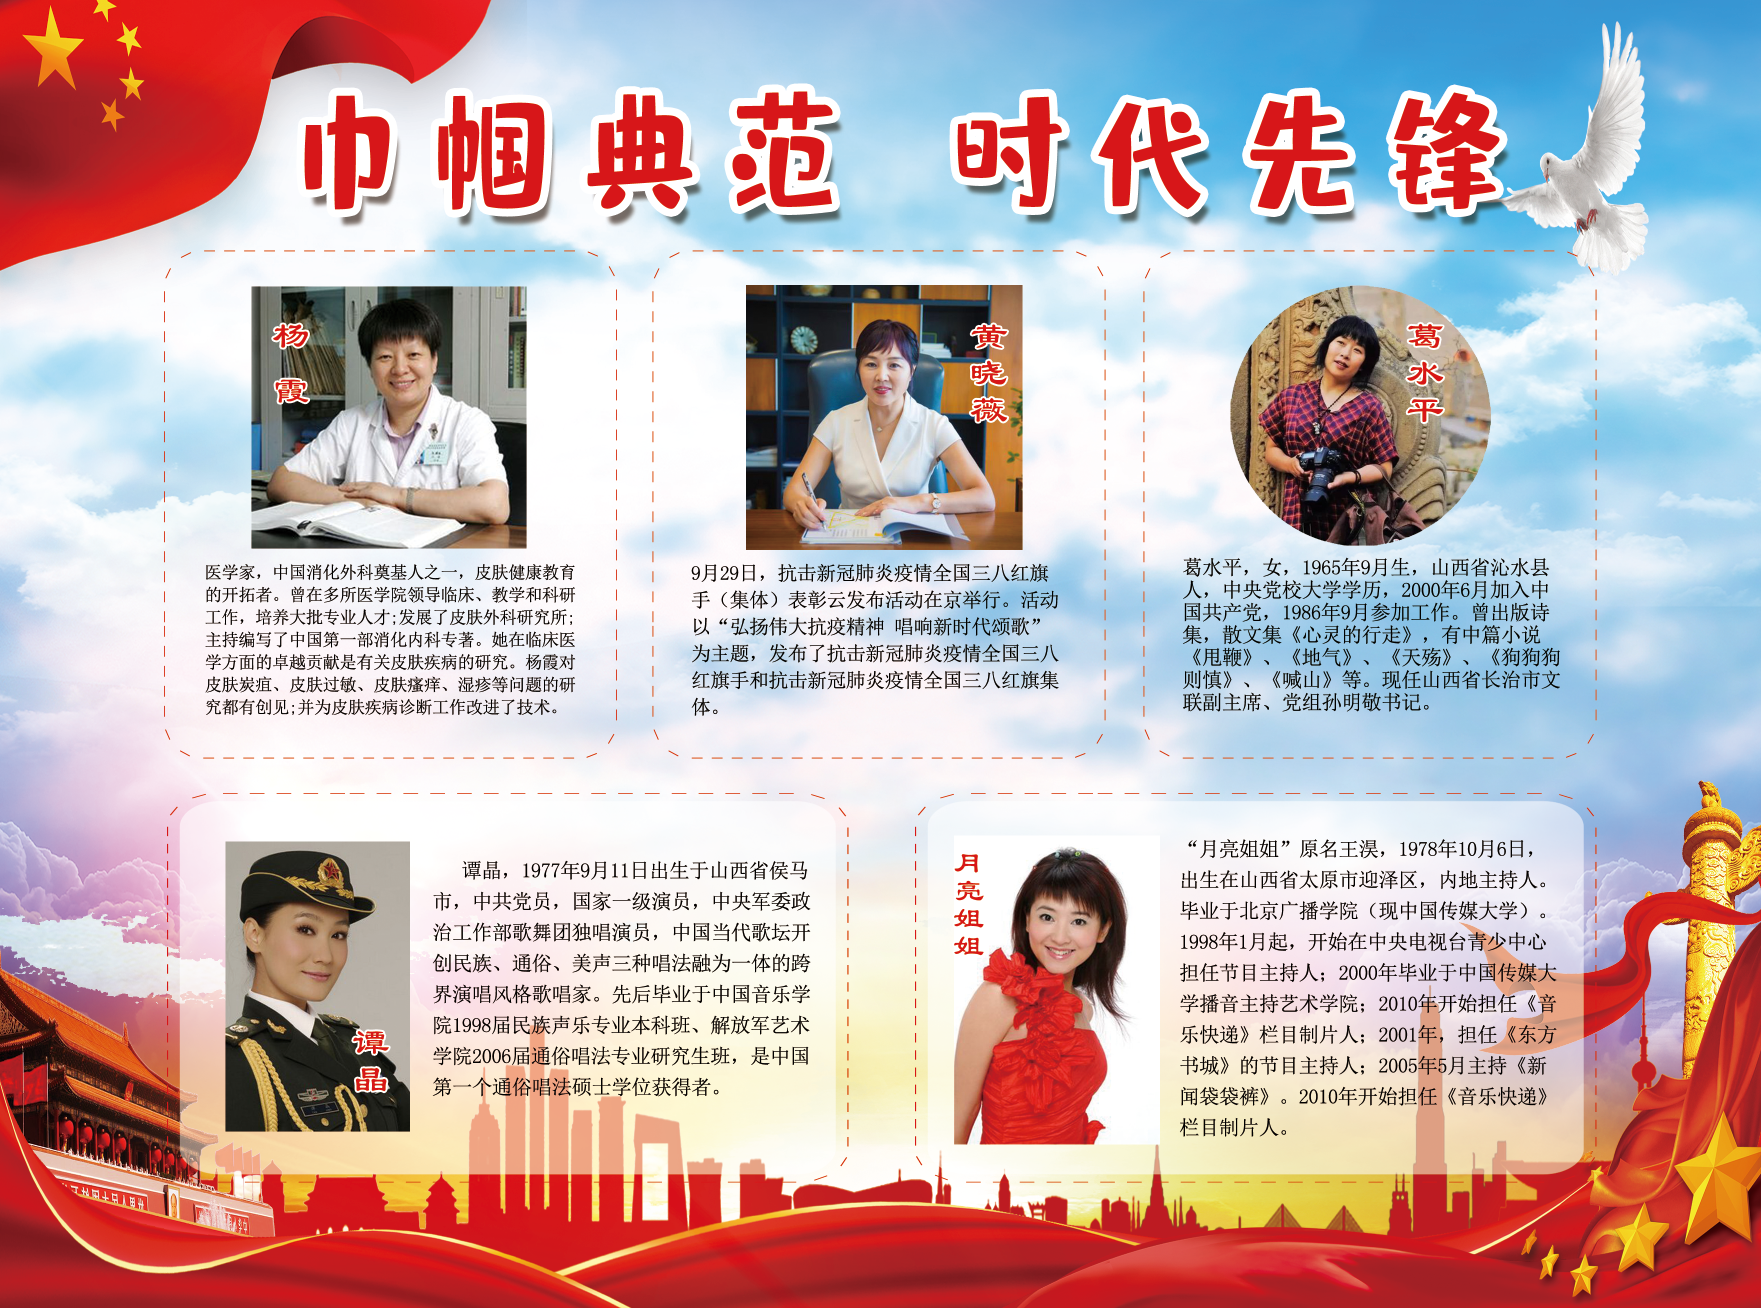 巾帼典范 时代先锋
杨霞
医学家，中国消化外科奠基人之一，皮肤健康教育
的开拓者。曾在多所医学院领导临床、教学和科研
工作，培养大批专业人才;发展了皮肤外科研究所;
主持编写了中国第一部消化内科专著。她在临床医
学方面的卓越贡献是有关皮肤疾病的研究。杨霞对
皮肤炭疽、皮肤过敏、皮肤瘙痒、湿疹等问题的研
究都有创见;并为皮肤疾病诊断工作改进了技术。
黄晓薇
9月29日，抗击新冠肺炎疫情全国三八红旗
手（集体）表彰云发布活动在京举行。活动
以“弘扬伟大抗疫精神 唱响新时代颂歌”
为主题，发布了抗击新冠肺炎疫情全国三八
红旗手和抗击新冠肺炎疫情全国三八红旗集
体。
葛水平
葛水平，女，1965年9月生，山西省沁水县
人，中央党校大学学历，2000年6月加入中
国共产党，1986年9月参加工作。曾出版诗
集，散文集《心灵的行走》，有中篇小说
《甩鞭》、《地气》、《天殇》、《狗狗狗
则慎》、《喊山》等。现任山西省长治市文
联副主席、党组孙明敬书记。
谭晶
谭晶，1977年9月11日出生于山西省侯马
市，中共党员，国家一级演员，中央军委政
治工作部歌舞团独唱演员，中国当代歌坛开
创民族、通俗、美声三种唱法融为一体的跨
界演唱风格歌唱家。先后毕业于中国音乐学
院1998届民族声乐专业本科班、解放军艺术
学院2006届通俗唱法专业研究生班，是中国
第一个通俗唱法硕士学位获得者。
月亮姐姐
“月亮姐姐”原名王淏，1978年10月6日，
出生在山西省太原市迎泽区，内地主持人。
毕业于北京广播学院（现中国传媒大学）。
1998年1月起，开始在中央电视台青少中心
担任节目主持人；2000年毕业于中国传媒大
学播音主持艺术学院；2010年开始担任《音
乐快递》栏目制片人；2001年，担任《东方
书城》的节目主持人；2005年5月主持《新
闻袋袋裤》。2010年开始担任《音乐快递》
栏目制片人。